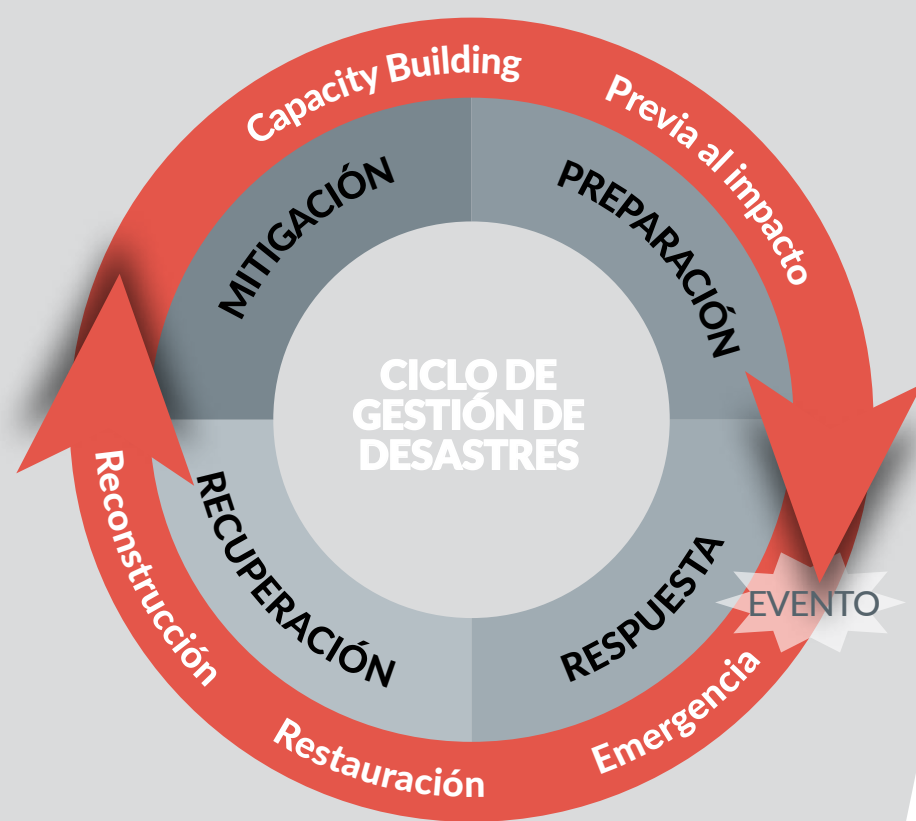 Capacity Building
Previa al impacto
MITIGACIÓN
PREPARACIÓN
CICLO DE
GESTIÓN DE
DESASTRES
RECUPERACIÓN
RESPUESTA
EVENTO
Reconstrucción
Restauración
Emergencia